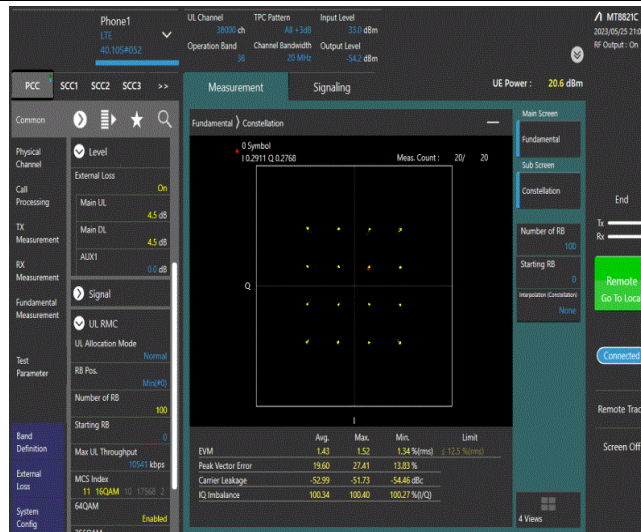 Phone1
LTE
40.105#052
UL Channel
38000 ch
TPC Pattern
All +3dB
Input Level
33.0 dBm
Operation Band
38
Channel Bandwidth
20 MHz
Output Level
-54.2 dBm
MT8821C
2023/05/25 21:0
RF Output : On
PCC SCC1 SCC2 SCC3 >>
Measurement Signaling
UE Power : 20.6 dBm
Common
Physical
Channel
Call
Processing
TX
Measurement
RX
Measurement
Fundamental
Measurement
Test
Parameter
Band
Definition
External
Loss
System
Config
Level
External Loss
On
Main UL
4.5 dB
Main DL
4.5 dB
AUX1
0.0 dB
Signal
UL RMC
UL Allocation Mode
Normal
RB Pos.
Min(#0)
Number of RB
100
Starting RB
0
Max UL Throughput
10541 kbps
MCS Index
11 16QAM 10 17568 2
64QAM
Enabled
256QAM
Fundamental 〉 Constellation
0 Symbol
I 0.2911 Q 0.2768
Meas. Count : 20/ 20
Q
I
Avg. Max. Min. Limit
EVM 1.43 1.52 1.34 %(rms) ≤ 12.5 %(rms)
Peak Vector Error 19.60 27.41 13.83 %
Carrier Leakage -52.99 -51.73 -54.46 dBc
IQ Imbalance 100.34 100.40 100.27 %(I/Q)
Main Screen
Fundamental
Sub Screen
Constellation
Number of RB
100
Starting RB
0
Interpolation (Constellation)
None
4 Views
End
Tx
Rx
Remote
Go To Loca
Connected
Remote Trac
Screen Off